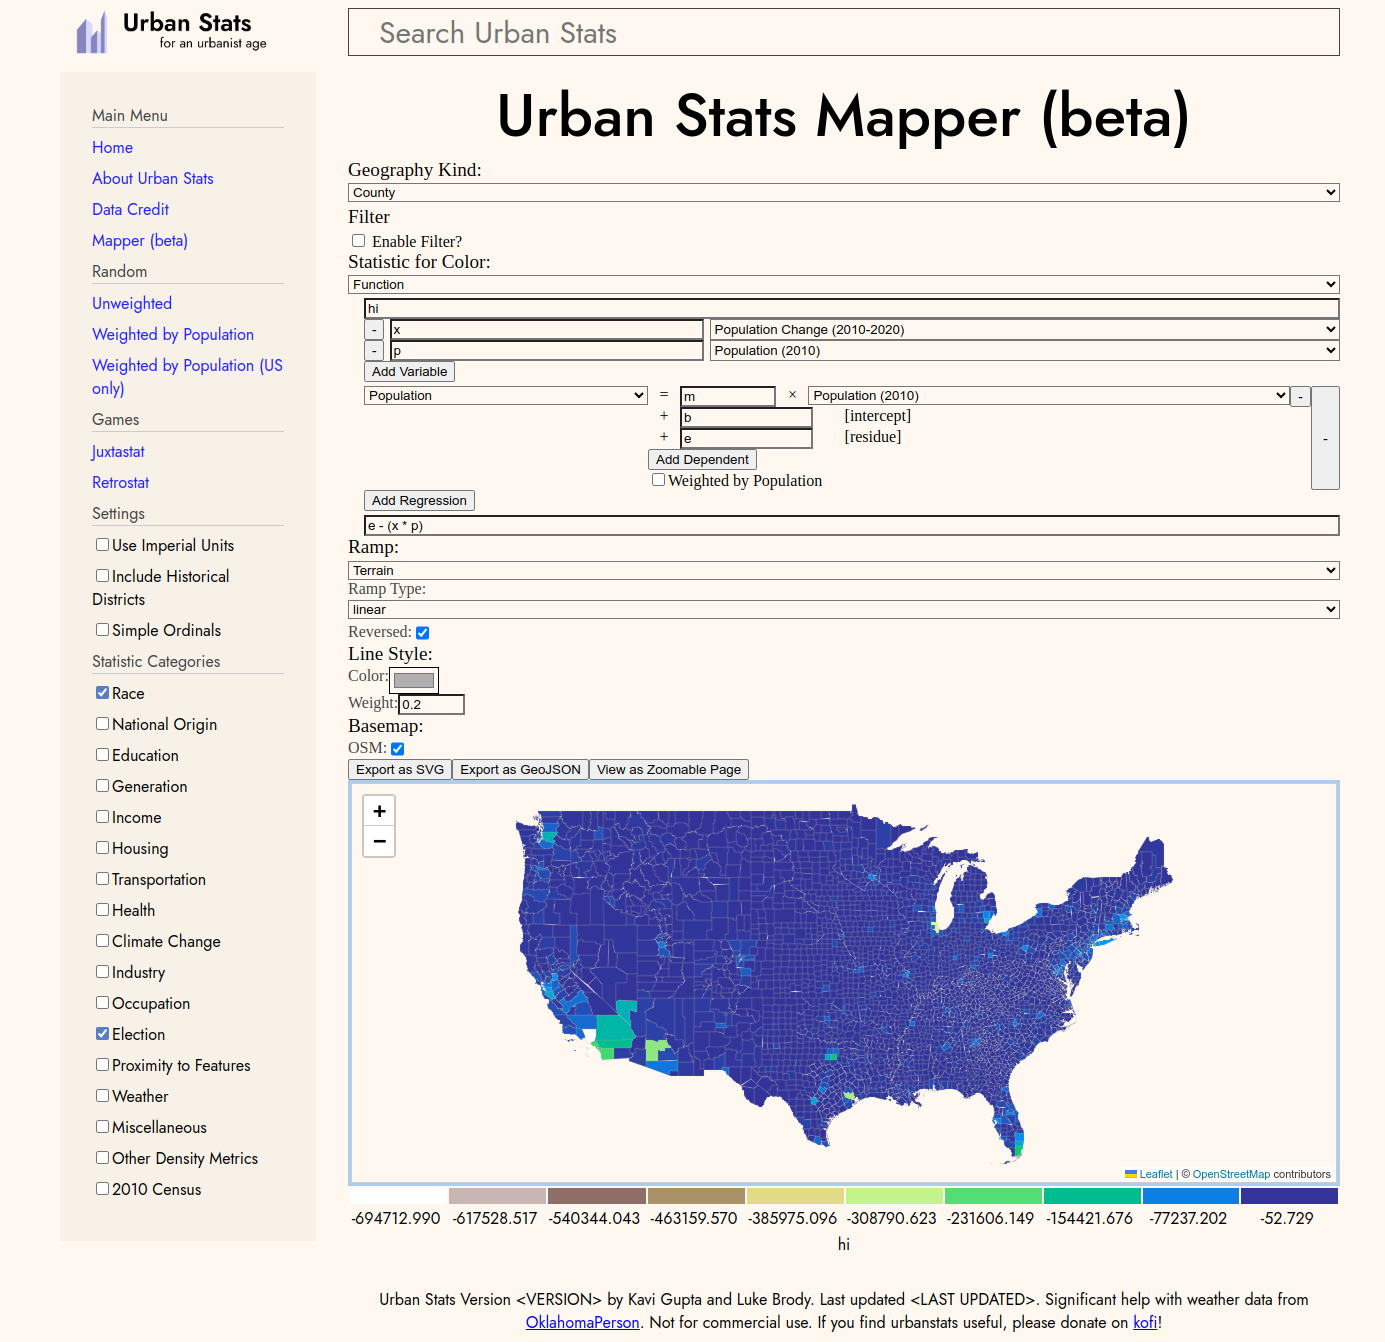 Urban Stats
for an urbanist age
Search Urban Stats
Main Menu
Home
About Urban Stats
Data Credit
Mapper (beta)
Random
Unweighted
Weighted by Population
Weighted by Population (US
only)
Games
Juxtastat
Retrostat
Settings
Use Imperial Units
Include Historical
Districts
Simple Ordinals
Statistic Categories
Race
National Origin
Education
Generation
Income
Housing
Transportation
Health
Climate Change
Industry
Occupation
Election
Proximity to Features
Weather
Miscellaneous
Other Density Metrics
2010 Census
Urban Stats Mapper (beta)
Geography Kind:
County
Filter
Enable Filter?
Statistic for Color:
Function
hi
- x Population Change (2010-2020)
- p Population (2010)
Add Variable
Population = m × Population (2010) - -
+ b [intercept]
+ e [residue]
Add Dependent
Weighted by Population
Add Regression
e - (x * p)
Ramp:
Terrain
Ramp Type:
linear
Reversed:
Line Style:
Color:
Weight: 0.2
Basemap:
OSM:
Export as SVG Export as GeoJSON View as Zoomable Page
+
−
Leaflet | © OpenStreetMap contributors
-694712.990 -617528.517 -540344.043 -463159.570 -385975.096 -308790.623 -231606.149 -154421.676 -77237.202 -52.729
hi
Urban Stats Version <VERSION> by Kavi Gupta and Luke Brody. Last updated <LAST UPDATED>. Significant help with weather data from
OklahomaPerson. Not for commercial use. If you find urbanstats useful, please donate on kofi!